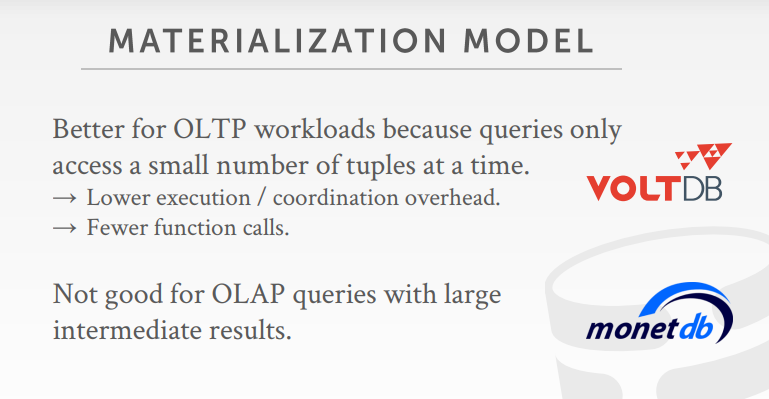 MATERIALIZATION MODEL
Better for OLTP workloads because queries only
access a small number of tuples at a time.
→ Lower execution / coordination overhead.
→ Fewer function calls.
VOLTDB
Not good for OLAP queries with large
intermediate results.
monetdb